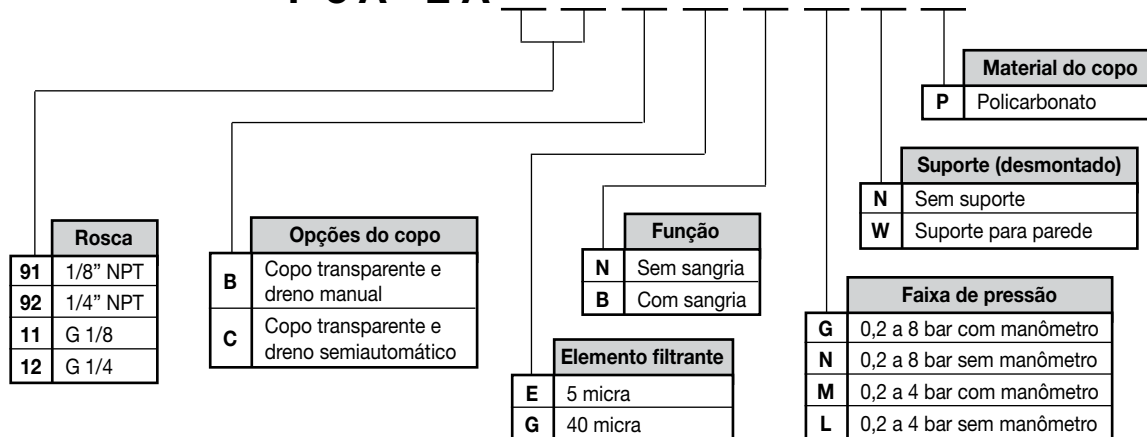 Material do copo
P Policarbonato
Suporte (desmontado)
N Sem suporte
W Suporte para parede
Rosca
91 1/8” NPT
92 1/4” NPT
11 G 1/8
12 G 1/4
Opções do copo
B Copo transparente e
dreno manual
C Copo transparente e
dreno semiautomático
Função
N Sem sangria
B Com sangria
Elemento filtrante
E 5 micra
G 40 micra
Faixa de pressão
G 0,2 a 8 bar com manômetro
N 0,2 a 8 bar sem manômetro
M 0,2 a 4 bar com manômetro
L 0,2 a 4 bar sem manômetro